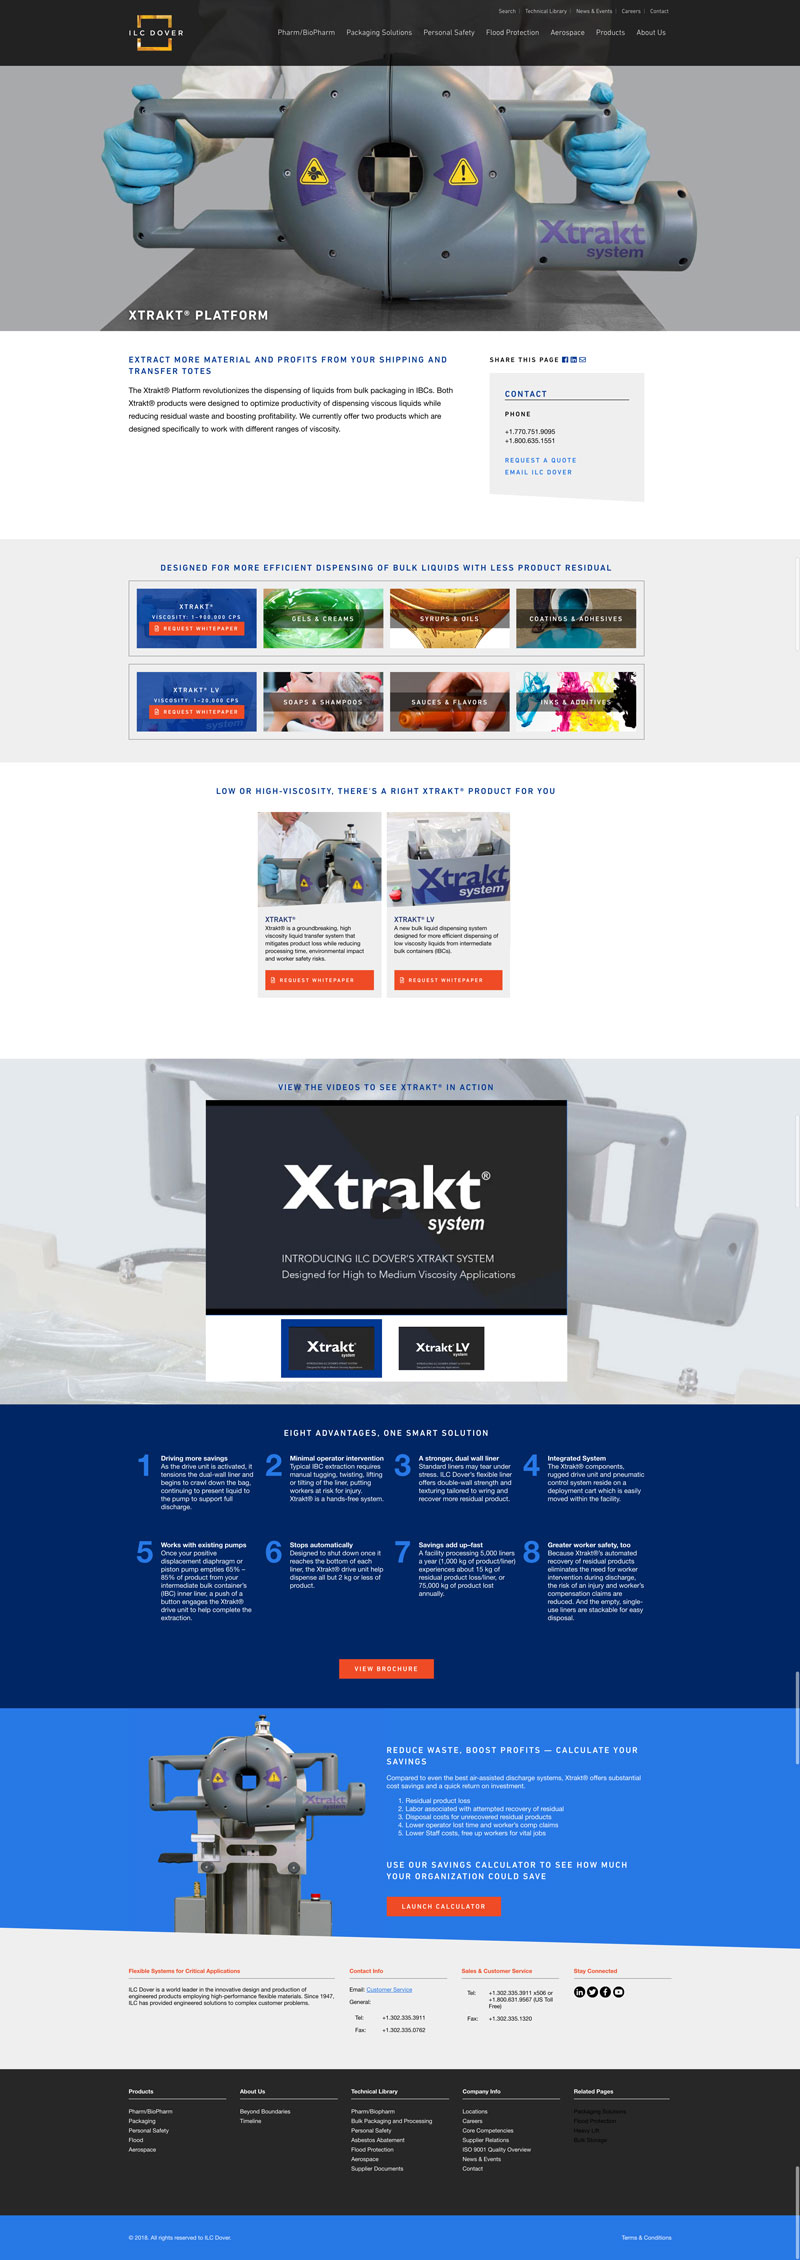 Search | Technical Library | News & Events | Careers | Contact
ILC DOVER
Pharm/BioPharm Packaging Solutions Personal Safety Flood Protection Aerospace Products About Us
Xtrakt
system
XTRAKT® PLATFORM
EXTRACT MORE MATERIAL AND PROFITS FROM YOUR SHIPPING AND
TRANSFER TOTES
The Xtrakt® Platform revolutionizes the dispensing of liquids from bulk packaging in IBCs. Both
Xtrakt® products were designed to optimize productivity of dispensing viscous liquids while
reducing residual waste and boosting profitability. We currently offer two products which are
designed specifically to work with different ranges of viscosity.
SHARE THIS PAGE
CONTACT
PHONE
+1.770.751.9095
+1.800.635.1551
REQUEST A QUOTE
EMAIL ILC DOVER
DESIGNED FOR MORE EFFICIENT DISPENSING OF BULK LIQUIDS WITH LESS PRODUCT RESIDUAL
XTRAKT®
VISCOSITY: 1–900,000 CPS
REQUEST WHITEPAPER
GELS & CREAMS
SYRUPS & OILS
COATINGS & ADHESIVES
XTRAKT® LV
VISCOSITY: 1–20,000 CPS
REQUEST WHITEPAPER
system
SOAPS & SHAMPOOS
SAUCES & FLAVORS
INKS & ADDITIVES
LOW OR HIGH-VISCOSITY, THERE'S A RIGHT XTRAKT® PRODUCT FOR YOU
XTRAKT®
Xtrakt® is a groundbreaking, high
viscosity liquid transfer system that
mitigates product loss while reducing
processing time, environmental impact
and worker safety risks.
REQUEST WHITEPAPER
Xtrakt
system
XTRAKT® LV
A new bulk liquid dispensing system
designed for more efficient dispensing of
low viscosity liquids from intermediate
bulk containers (IBCs).
REQUEST WHITEPAPER
VIEW THE VIDEOS TO SEE XTRAKT® IN ACTION
Xtrakt®
system
INTRODUCING ILC DOVER'S XTRAKT SYSTEM
Designed for High to Medium Viscosity Applications
Xtrakt
system
Xtrakt LV
system
EIGHT ADVANTAGES, ONE SMART SOLUTION
1
Driving more savings
As the drive unit is activated, it
tensions the dual-wall liner and
begins to crawl down the bag,
continuing to present liquid to
the pump to support full
discharge.
2
Minimal operator intervention
Typical IBC extraction requires
manual tugging, twisting, lifting
or tilting of the liner, putting
workers at risk for injury.
Xtrakt® is a hands-free system.
3
A stronger, dual wall liner
Standard liners may tear under
stress. ILC Dover's flexible liner
offers double-wall strength and
texturing tailored to wring and
recover more residual product.
4
Integrated System
The Xtrakt® components,
rugged drive unit and pneumatic
control system reside on a
deployment cart which is easily
moved within the facility.
5
Works with existing pumps
Once your positive
displacement diaphragm or
piston pump empties 65% –
85% of product from your
intermediate bulk container's
(IBC) inner liner, a push of a
button engages the Xtrakt®
drive unit to help complete the
extraction.
6
Stops automatically
Designed to shut down once it
reaches the bottom of each
liner, the Xtrakt® drive unit help
dispense all but 2 kg or less of
product.
7
Savings add up–fast
A facility processing 5,000 liners
a year (1,000 kg of product/liner)
experiences about 15 kg of
residual product loss/liner, or
75,000 kg of product lost
annually.
8
Greater worker safety, too
Because Xtrakt®'s automated
recovery of residual products
eliminates the need for worker
intervention during discharge,
the risk of an injury and worker's
compensation claims are
reduced. And the empty, single-
use liners are stackable for easy
disposal.
VIEW BROCHURE
Xtrakt
system
REDUCE WASTE, BOOST PROFITS — CALCULATE YOUR
SAVINGS
Compared to even the best air-assisted discharge systems, Xtrakt® offers substantial
cost savings and a quick return on investment.
1. Residual product loss
2. Labor associated with attempted recovery of residual
3. Disposal costs for unrecovered residual products
4. Lower operator lost time and worker's comp claims
5. Lower Staff costs, free up workers for vital jobs
USE OUR SAVINGS CALCULATOR TO SEE HOW MUCH
YOUR ORGANIZATION COULD SAVE
LAUNCH CALCULATOR
Flexible Systems for Critical Applications
ILC Dover is a world leader in the innovative design and production of
engineered products employing high-performance flexible materials. Since 1947,
ILC has provided engineered solutions to complex customer problems.
Contact Info
Email: Customer Service
General:
Tel: +1.302.335.3911
Fax: +1.302.335.0762
Sales & Customer Service
Tel: +1.302.335.3911 x506 or
+1.800.631.9567 (US Toll
Free)
Fax: +1.302.335.1320
Stay Connected
Products
Pharm/BioPharm
Packaging
Personal Safety
Flood
Aerospace
About Us
Beyond Boundaries
Timeline
Technical Library
Pharm/Biopharm
Bulk Packaging and Processing
Personal Safety
Asbestos Abatement
Flood Protection
Aerospace
Supplier Documents
Company Info
Locations
Careers
Core Competencies
Supplier Relations
ISO 9001 Quality Overview
News & Events
Contact
Related Pages
Packaging Solutions
Flood Protection
Heavy Lift
Bulk Storage
© 2018. All rights reserved to ILC Dover.
Terms & Conditions